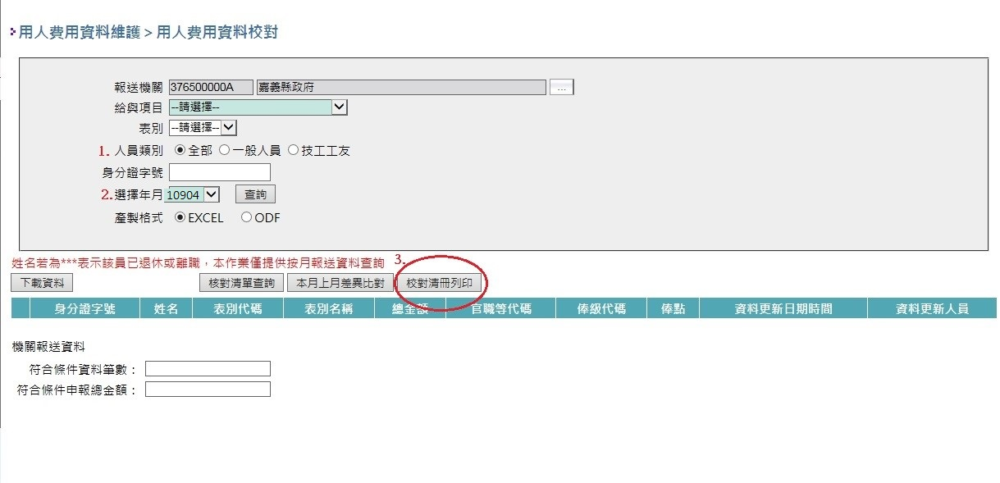 用人費用資料維護 > 用人費用資料校對
報送機關 376500000A 嘉義縣政府 ...
給與項目 --請選擇--
表別 --請選擇--
1. 人員類別 全部 一般人員 技工工友
身分證字號
2. 選擇年月 10904 查詢
產製格式 EXCEL ODF
姓名若為***表示該員已退休或離職，本作業僅提供按月報送資料查詢 3.
下載資料 核對清單查詢 本月上月差異比對 校對清冊列印
身分證字號 姓名 表別代碼 表別名稱 總金額 官職等代碼 俸級代碼 俸點 資料更新日期時間 資料更新人員
機關報送資料
符合條件資料筆數：
符合條件申報總金額：